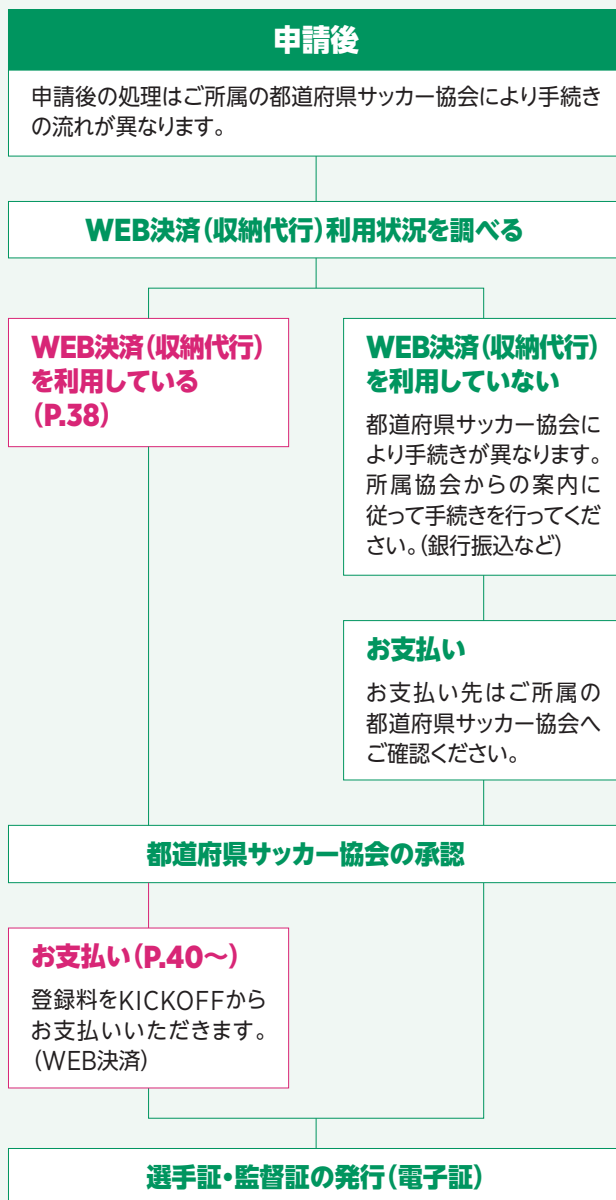 申請後
申請後の処理はご所属の都道府県サッカー協会により手続き
の流れが異なります。
WEB決済(収納代行)利用状況を調べる
WEB決済(収納代行)
を利用している
(P.38)
WEB決済(収納代行)
を利用していない
都道府県サッカー協会に
より手続きが異なります。
所属協会からの案内に
従って手続きを行ってくだ
さい。(銀行振込など)
お支払い
お支払い先はご所属の
都道府県サッカー協会へ
ご確認ください。
都道府県サッカー協会の承認
お支払い(P.40〜)
登録料をKICKOFFから
お支払いいただきます。
(WEB決済)
選手証・監督証の発行(電子証)